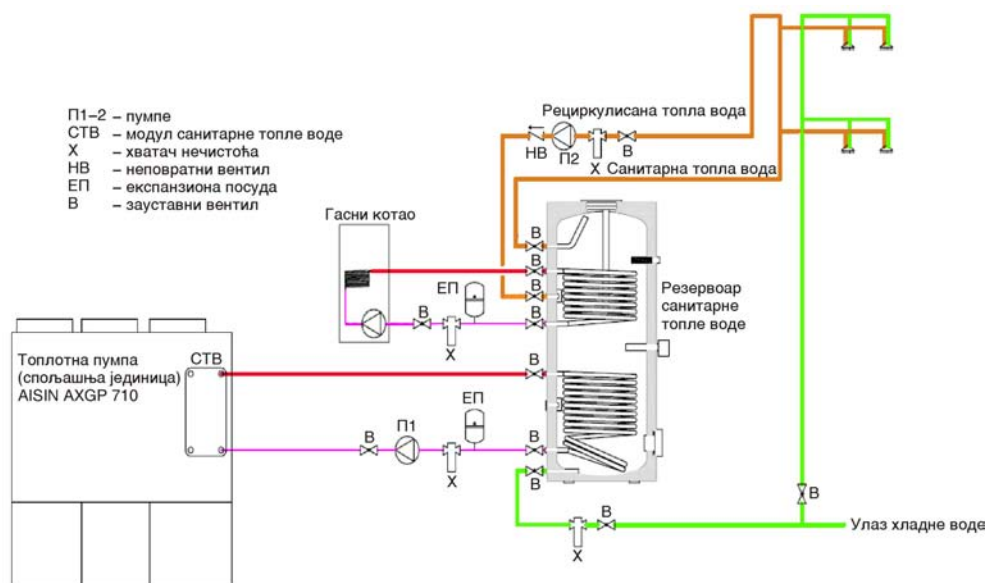 П1–2 – пумпе
СТВ – модул санитарне топле воде
Х – хватач нечистоћа
НВ – неповратни вентил
ЕП – експанзиона посуда
В – зауставни вентил
Рециркулисана топла вода
НВ
П2
Х
В
Санитарна топла вода
Гасни котао
В
В
В
ЕП
В
Х
В
Резервоар
санитарне
топле воде
Топлотна пумпа
(спољашња јединица)
AISIN AXGP 710
СТВ
В
ЕП
В
П1
Х
В
В
В
Улаз хладне воде
В
Х